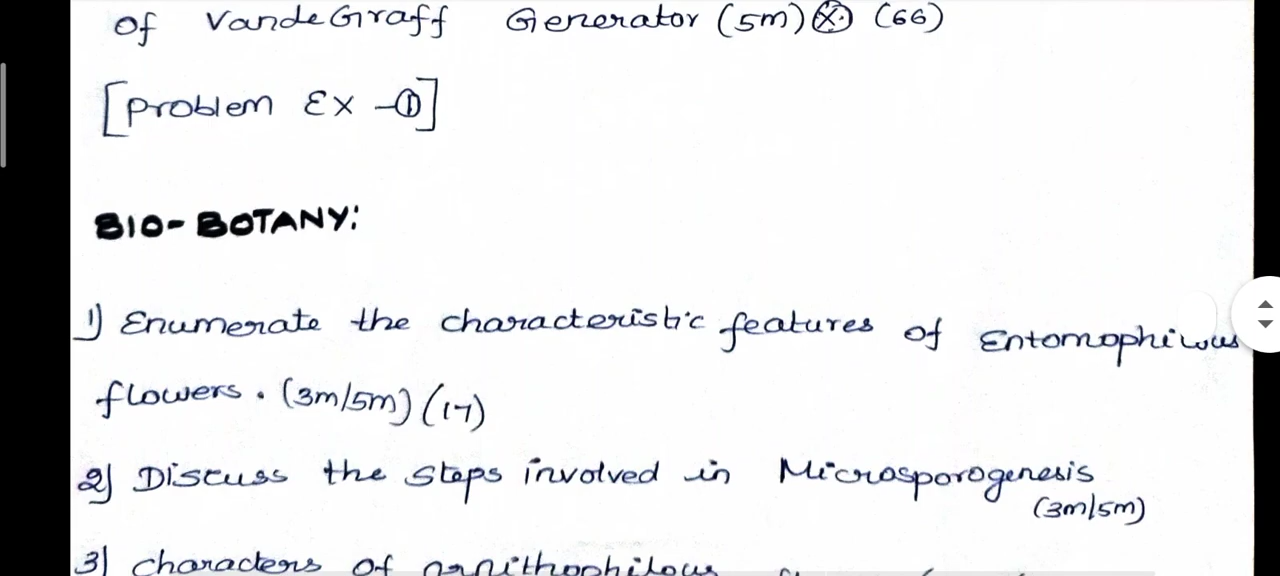 of VandeGraff Generator (5m) (66)
[Problem Ex -①]
BIO-BOTANY:
1) Enumerate the characteristic features of Entomophilous
flowers. (3m/5m) (17)
2) Discuss the steps involved in Microsporogenesis
(3m/5m)
3) characters of ornithophilous